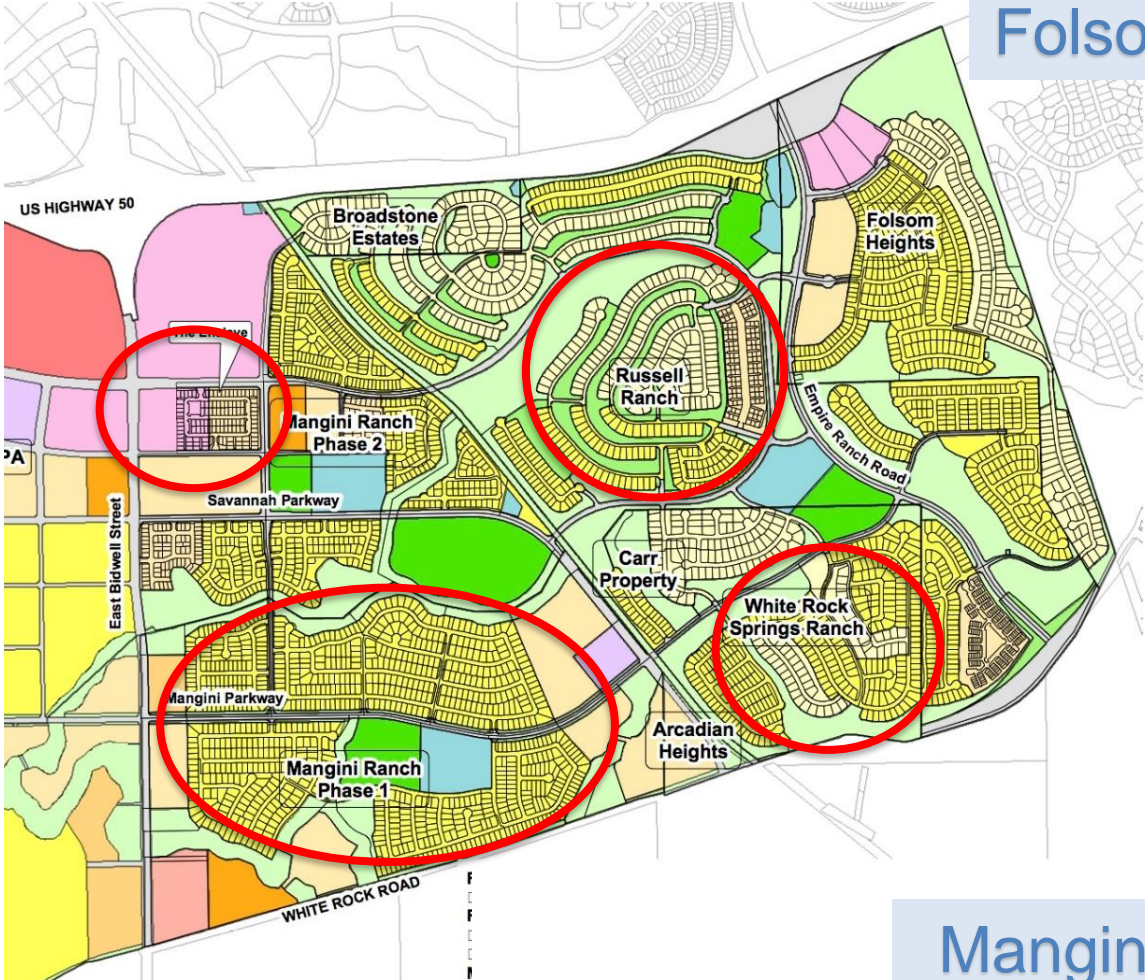 Folso
US HIGHWAY 50
Broadstone
Estates
Folsom
Heights
The Enclave
Russell
Ranch
Mangini Ranch
Phase 2
Empire Ranch Road
PA
Savannah Parkway
East Bidwell Street
Carr
Property
White Rock
Springs Ranch
Mangini Parkway
Arcadian
Heights
Mangini Ranch
Phase 1
WHITE ROCK ROAD
F
F
M
Mangin